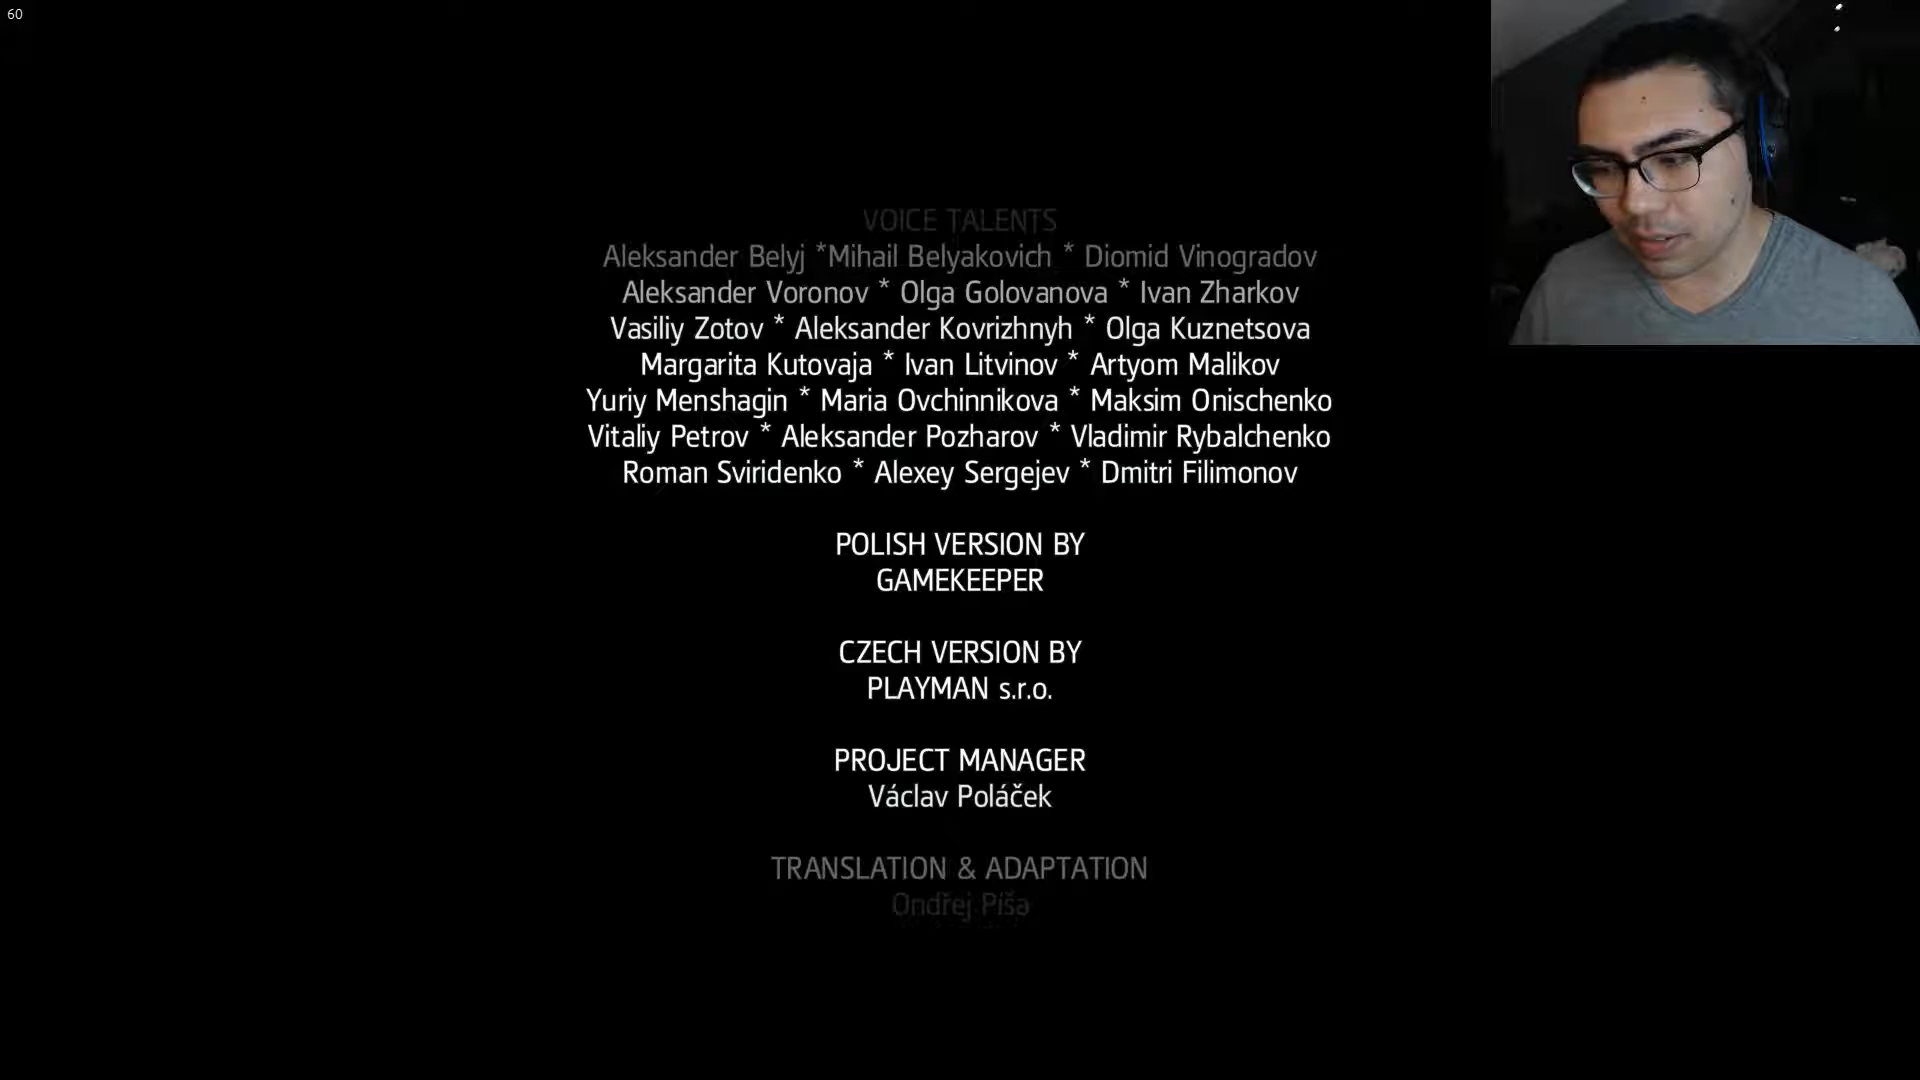 60
VOICE TALENTS
Aleksander Belyj *Mihail Belyakovich * Diomid Vinogradov
Aleksander Voronov * Olga Golovanova * Ivan Zharkov
Vasiliy Zotov * Aleksander Kovrizhnyh * Olga Kuznetsova
Margarita Kutovaja * Ivan Litvinov * Artyom Malikov
Yuriy Menshagin * Maria Ovchinnikova * Maksim Onischenko
Vitaliy Petrov * Aleksander Pozharov * Vladimir Rybalchenko
Roman Sviridenko * Alexey Sergejev * Dmitri Filimonov
POLISH VERSION BY
GAMEKEEPER
CZECH VERSION BY
PLAYMAN s.r.o.
PROJECT MANAGER
Václav Poláček
TRANSLATION & ADAPTATION
Ondřej Píša